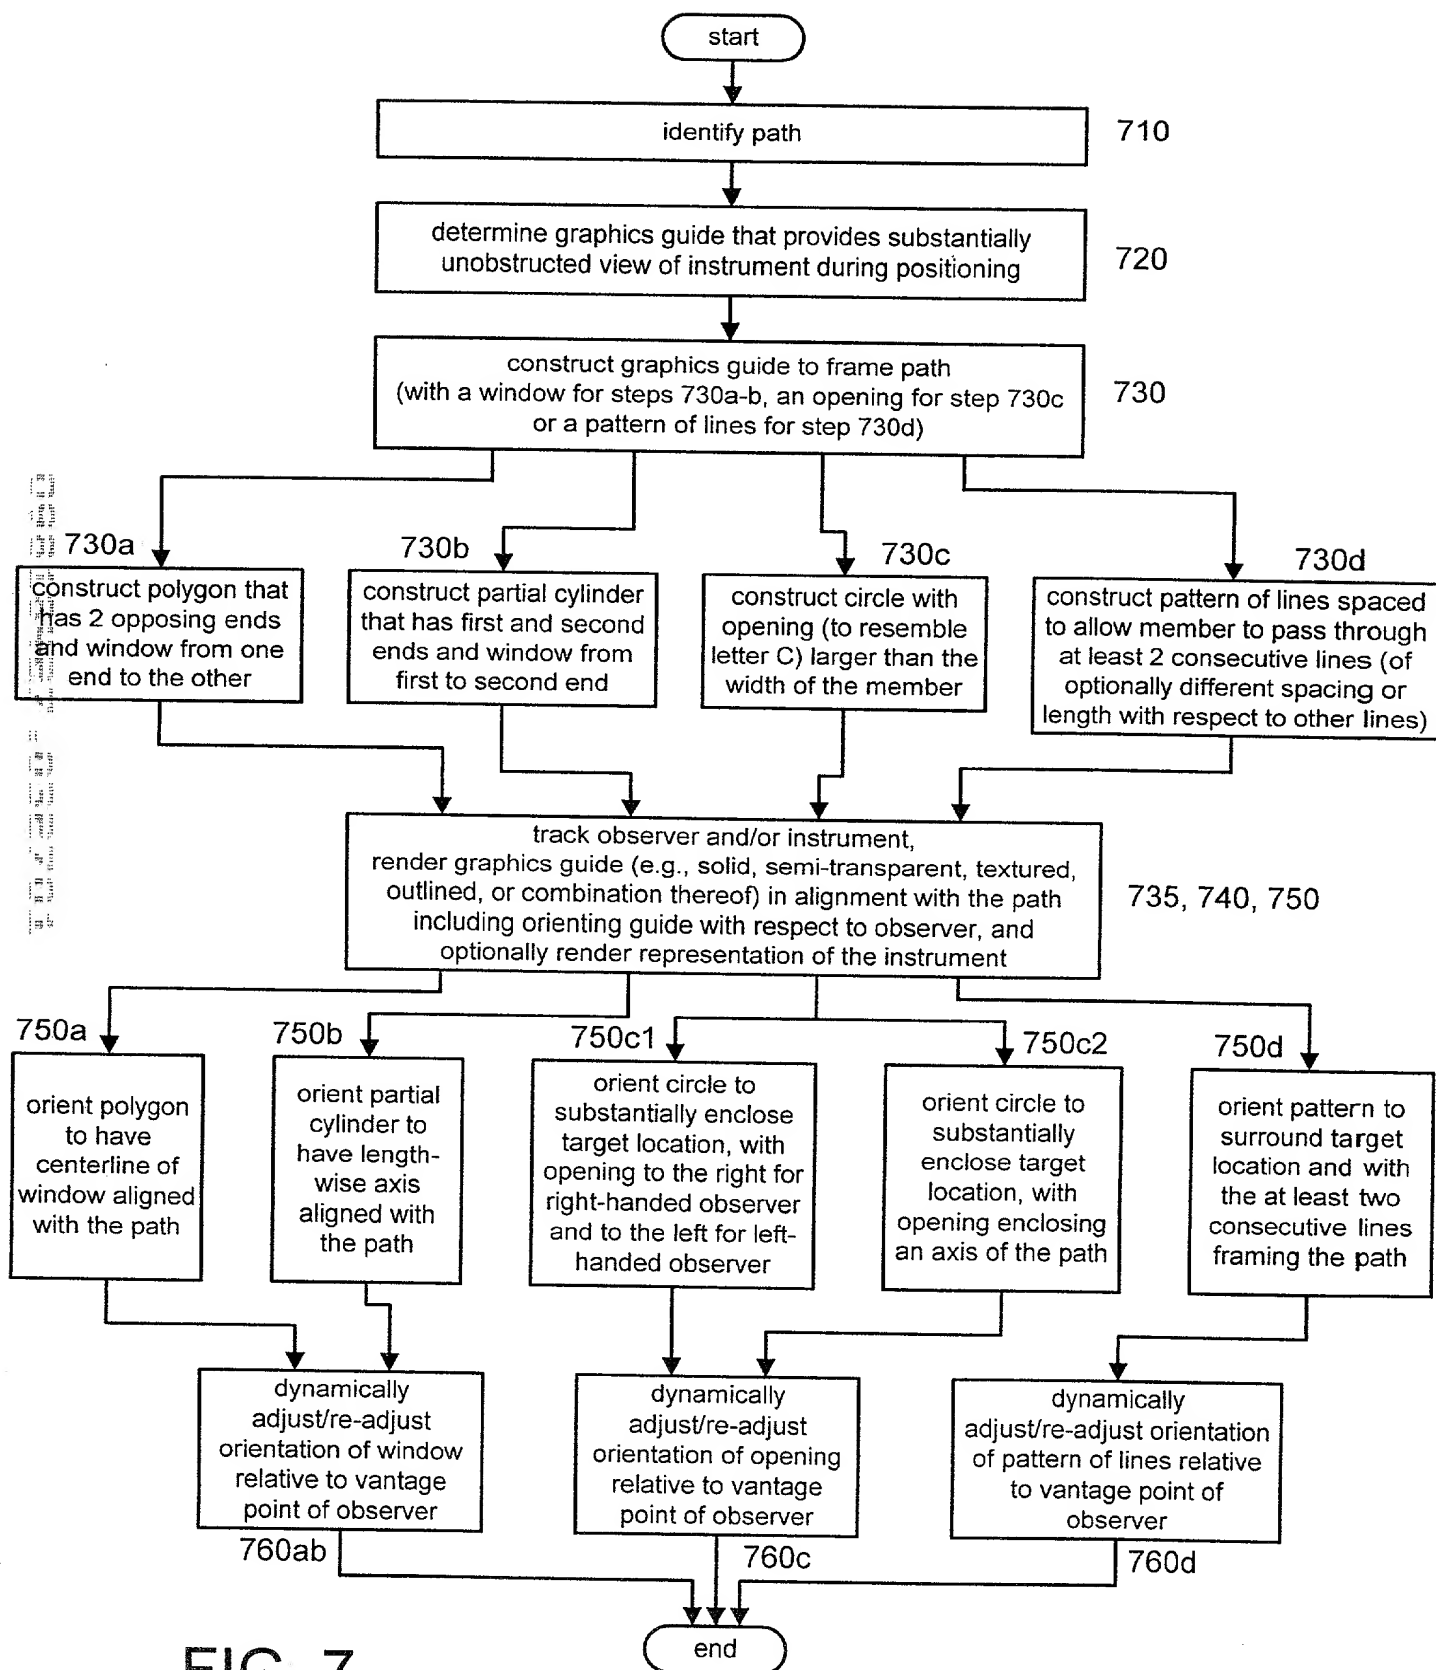 start
identify path
710
determine graphics guide that provides substantially
unobstructed view of instrument during positioning
720
construct graphics guide to frame path
(with a window for steps 730a-b, an opening for step 730c
or a pattern of lines for step 730d)
730
730a
construct polygon that
has 2 opposing ends
and window from one
end to the other
730b
construct partial cylinder
that has first and second
ends and window from
first to second end
730c
construct circle with
opening (to resemble
letter C) larger than the
width of the member
730d
construct pattern of lines spaced
to allow member to pass through
at least 2 consecutive lines (of
optionally different spacing or
length with respect to other lines)
track observer and/or instrument,
render graphics guide (e.g., solid, semi-transparent, textured,
outlined, or combination thereof) in alignment with the path
including orienting guide with respect to observer, and
optionally render representation of the instrument
735, 740, 750
750a
orient polygon
to have
centerline of
window aligned
with the path
750b
orient partial
cylinder to
have length-
wise axis
aligned with
the path
750c1
orient circle to
substantially enclose
target location, with
opening to the right for
right-handed observer
and to the left for left-
handed observer
750c2
orient circle to
substantially
enclose target
location, with
opening enclosing
an axis of the path
750d
orient pattern to
surround target
location and with
the at least two
consecutive lines
framing the path
dynamically
adjust/re-adjust
orientation of window
relative to vantage
point of observer
760ab
dynamically
adjust/re-adjust
orientation of opening
relative to vantage
point of observer
760c
dynamically
adjust/re-adjust orientation
of pattern of lines relative
to vantage point of
observer
760d
end
FIG. 7